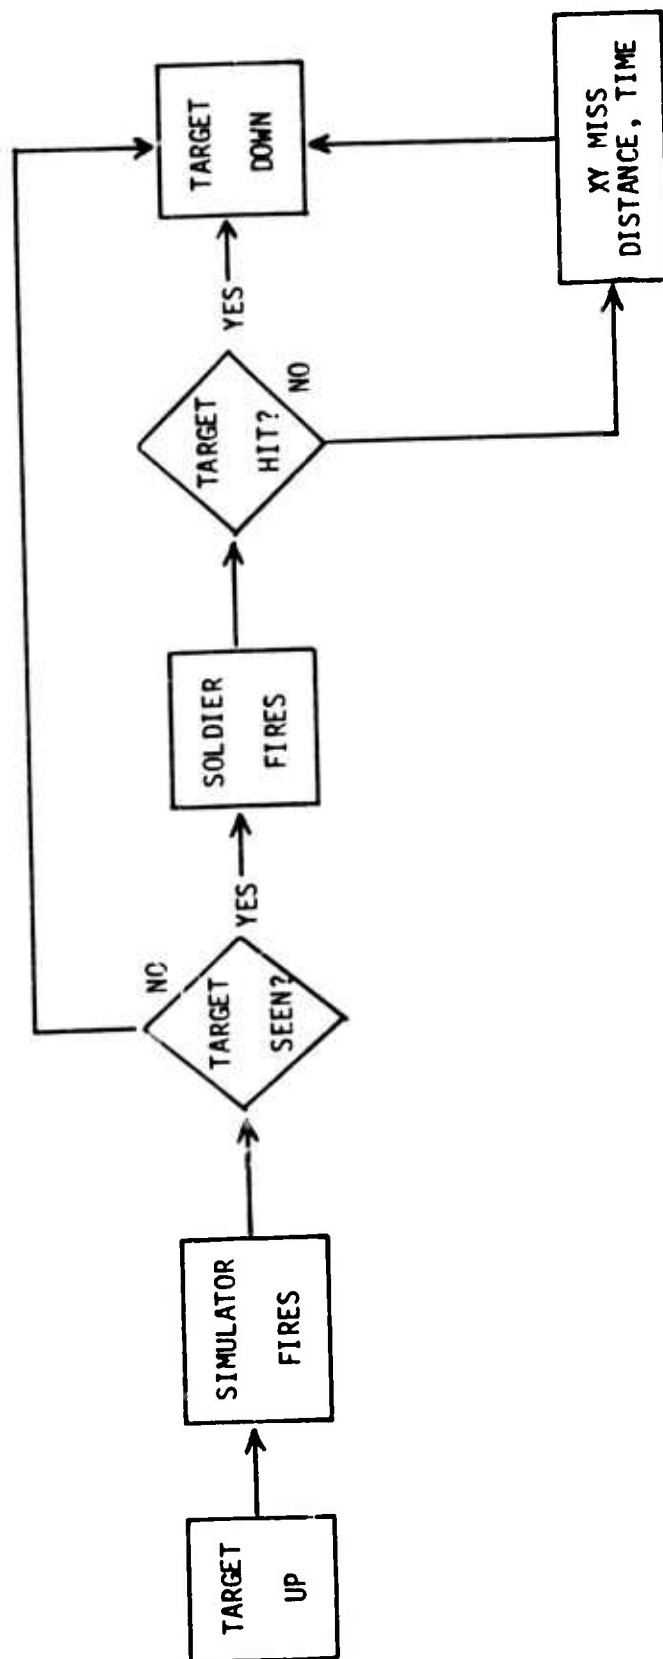 TARGET
UP
SIMULATOR
FIRES
TARGET
SEEN?
NO
YES
SOLDIER
FIRES
TARGET
HIT?
YES
NO
TARGET
DOWN
XY MISS
DISTANCE, TIME